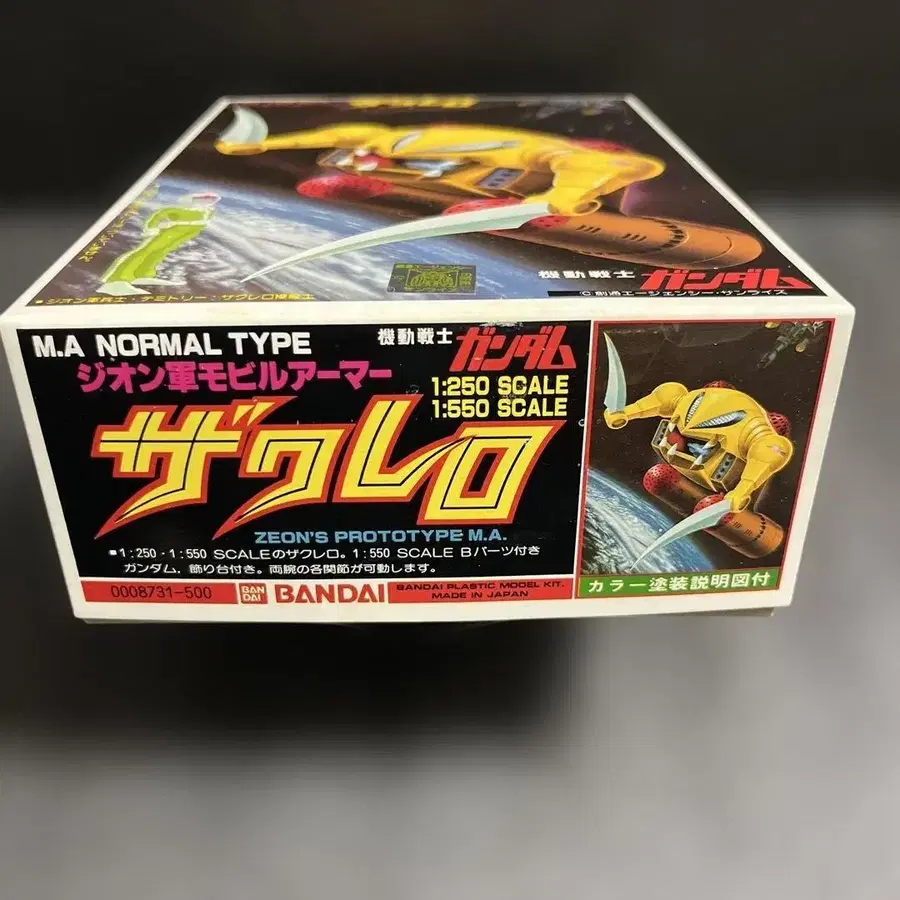 ザクレロ
機動戦士 ガンダム
©創通エージェンシー・サンライズ
■ジオン軍兵士・デミトリー：ザクレロ操縦士
M.A NORMAL TYPE
機動戦士 ガンダム
ジオン軍モビルアーマー
1:250 SCALE
1:550 SCALE
ザクレロ
ZEON'S PROTOTYPE M.A.
■1:250・1:550 SCALEのザクレロ。1:550 SCALE Bパーツ付き
ガンダム、飾り台付き。両腕の各関節が可動します。
0008731-500
BAN
DAI
BANDAI
BANDAI PLASTIC MODEL KIT.
MADE IN JAPAN
カラー塗装説明図付